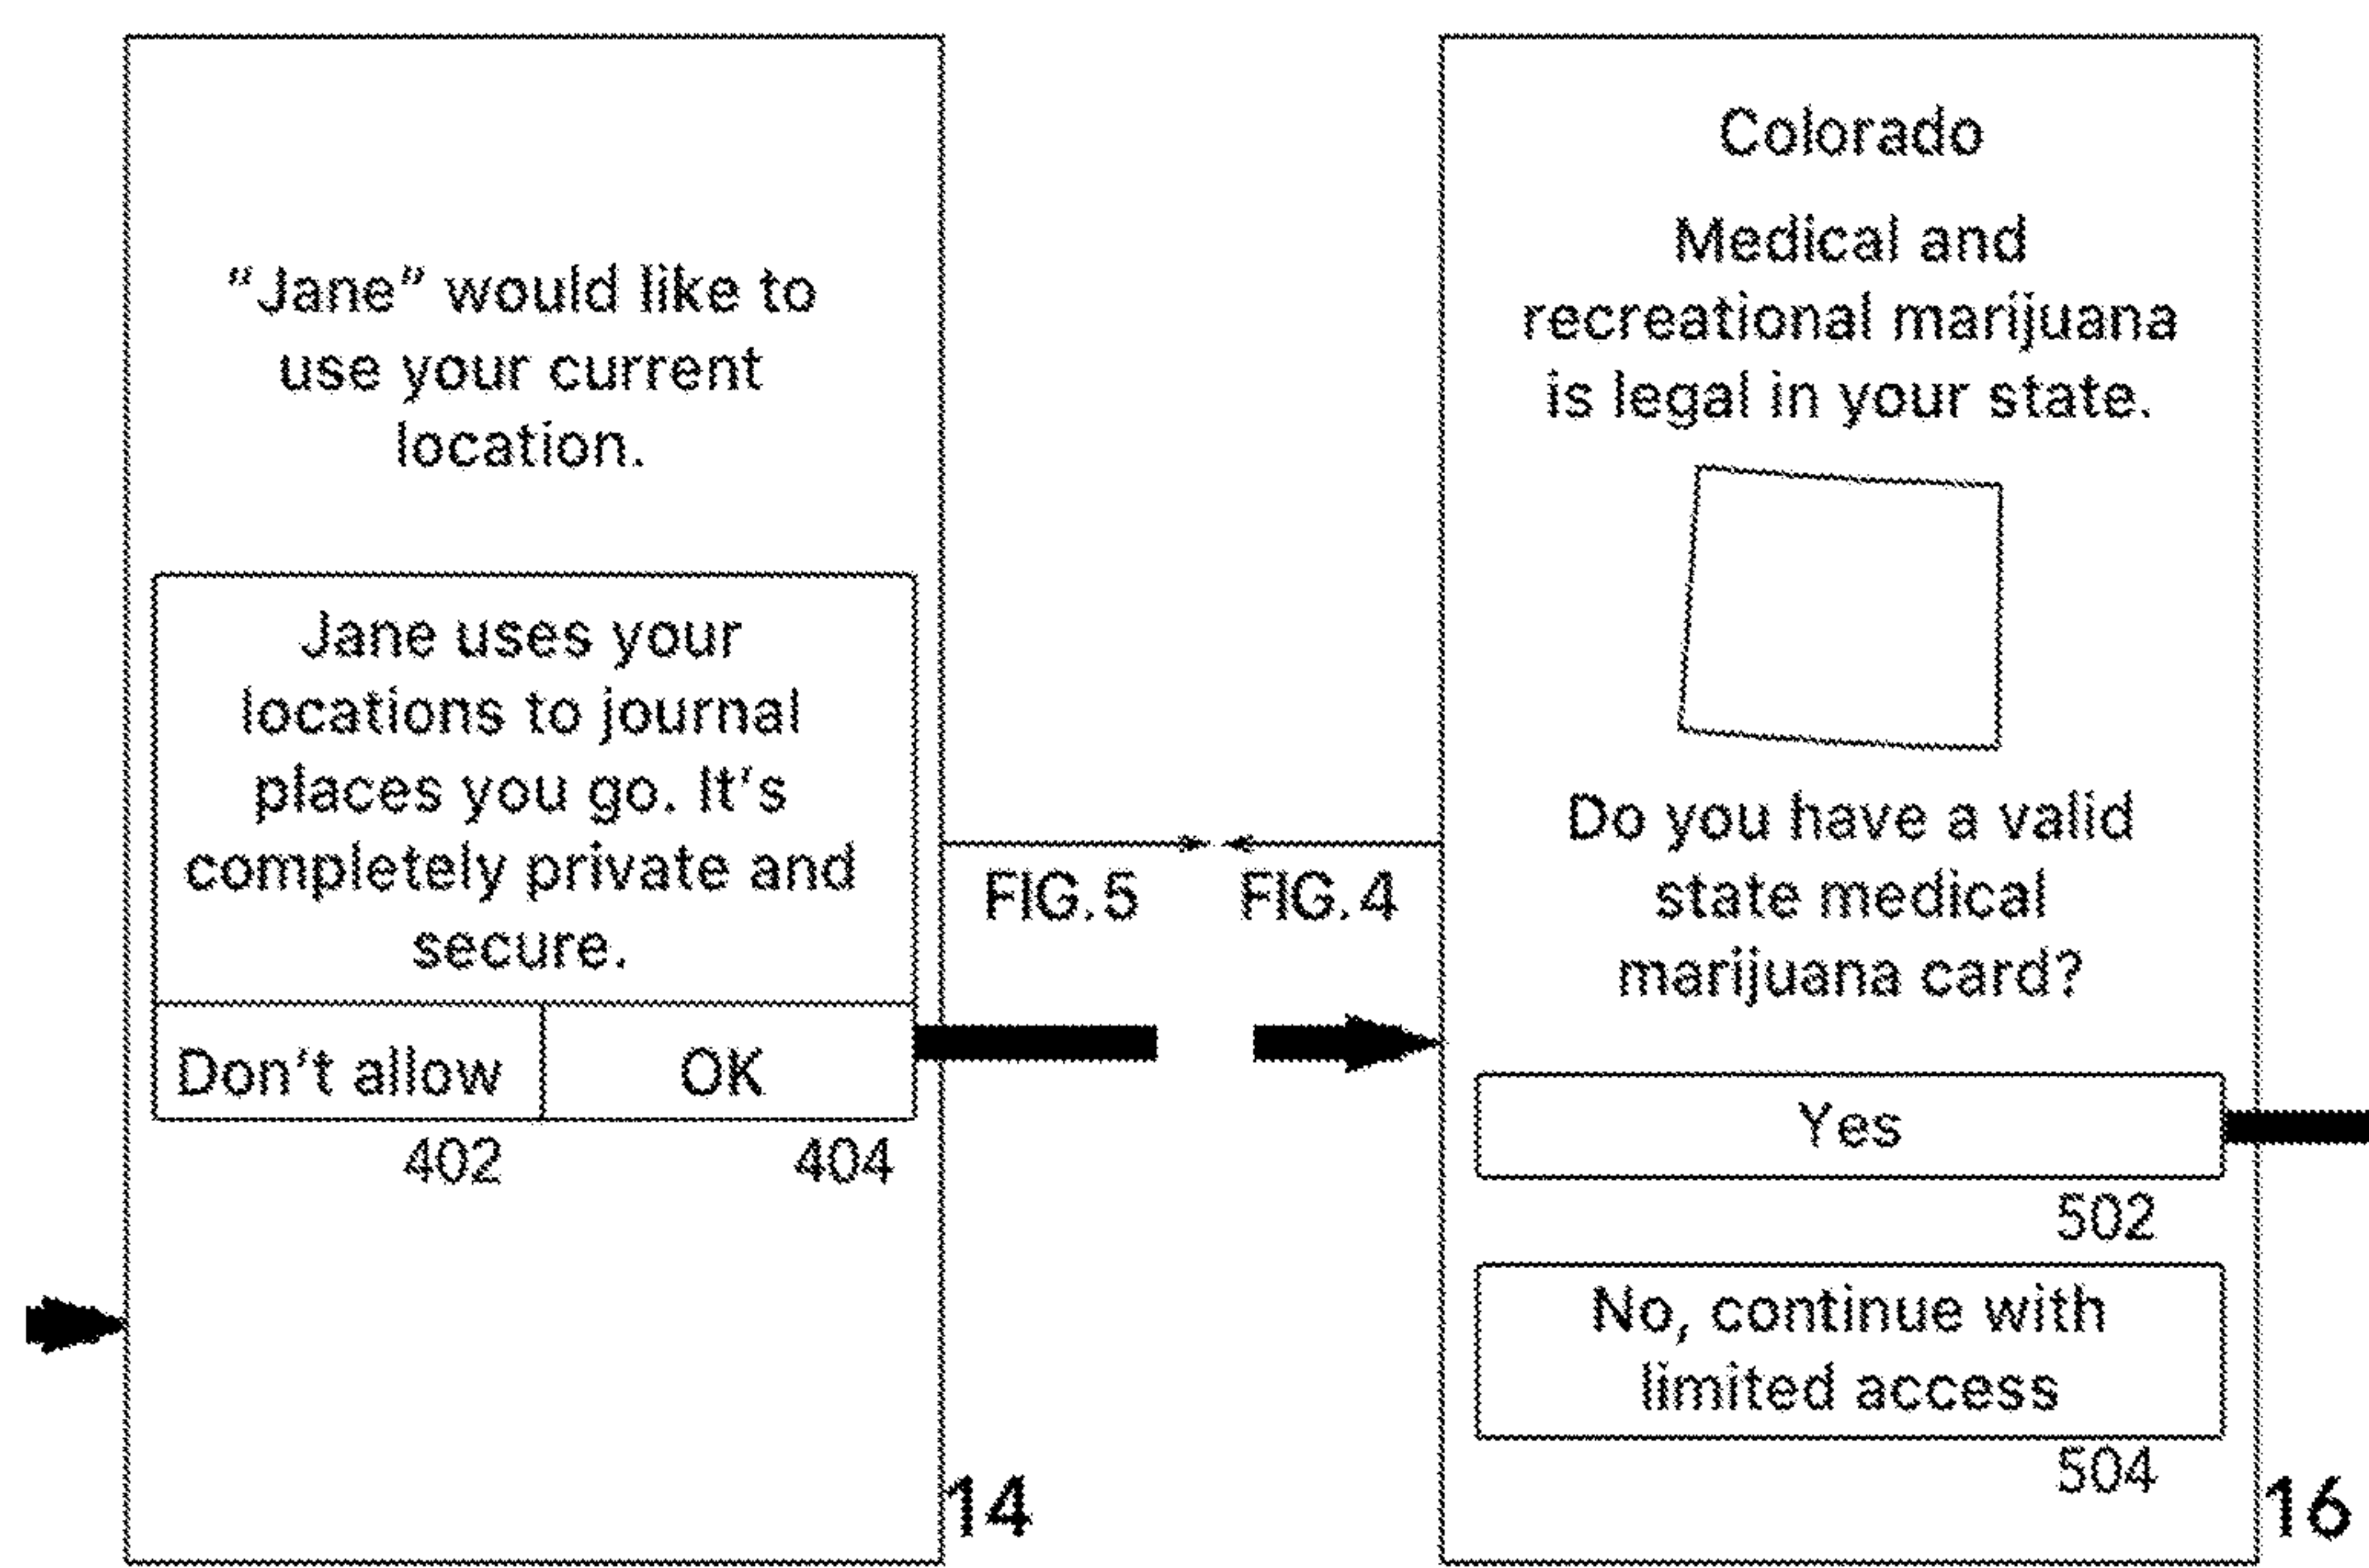 "Jane" would like to
use your current
location.
Jane uses your
locations to journal
places you go. It's
completely private and
secure.
Don't allow
OK
402
404
14
FIG. 5
FIG. 4
Colorado
Medical and
recreational marijuana
is legal in your state.
Do you have a valid
state medical
marijuana card?
Yes
502
No, continue with
limited access
504
16